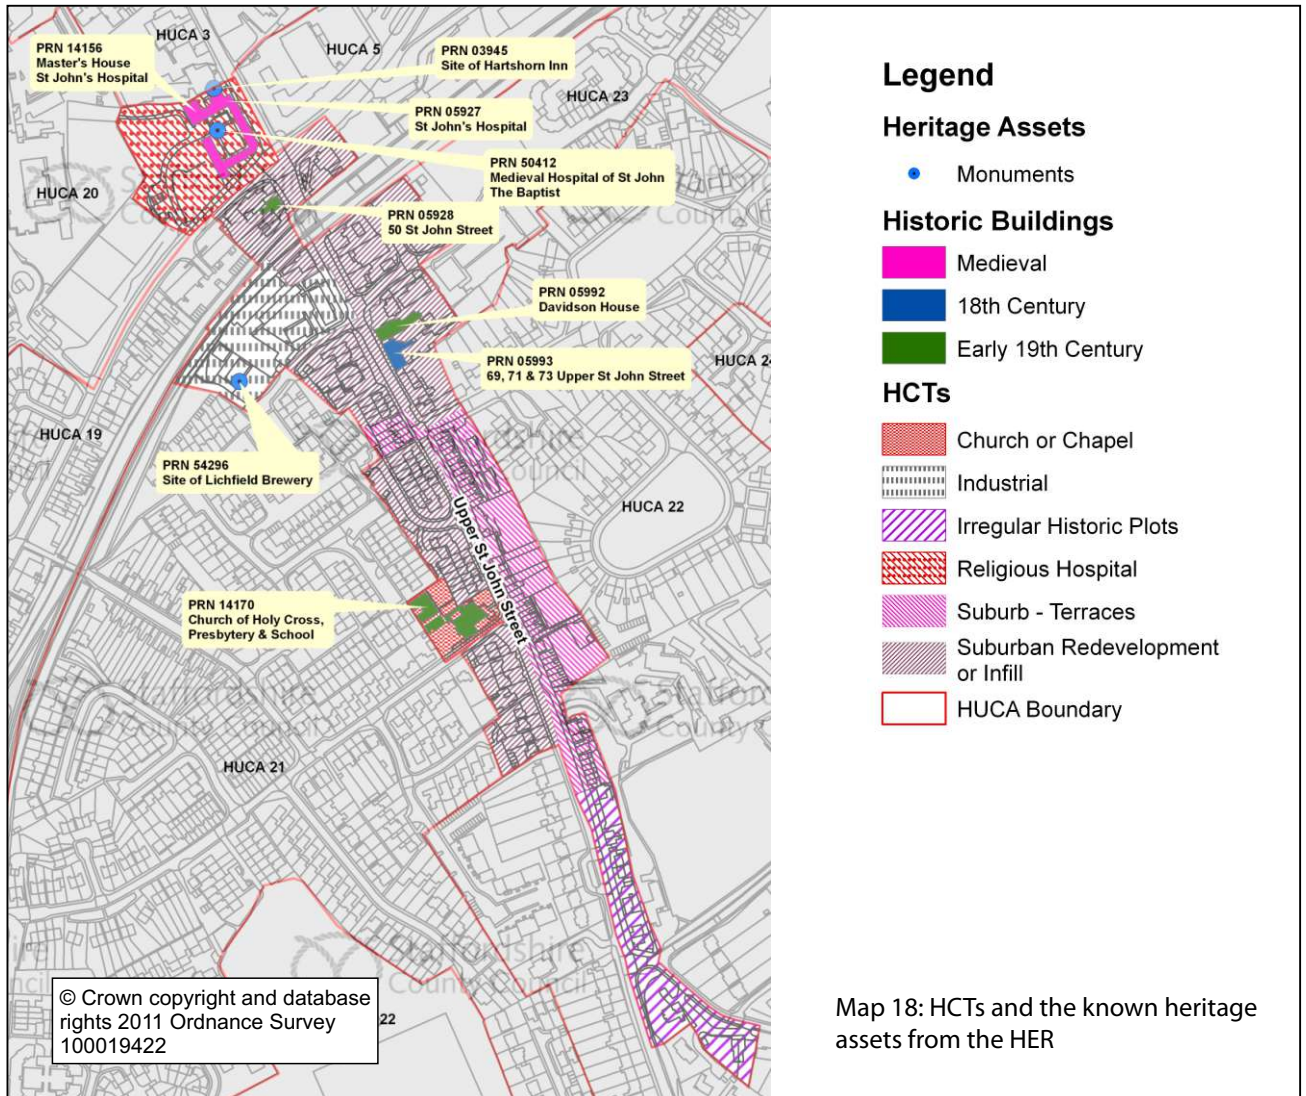 HUCA 3
PRN 14156
Master's House
St John's Hospital
HUCA 5
PRN 03945
Site of Hartshorn Inn
HUCA 23
PRN 05927
St John's Hospital
PRN 50412
Medieval Hospital of St John
The Baptist
HUCA 20
PRN 05928
50 St John Street
PRN 05992
Davidson House
PRN 05993
69, 71 & 73 Upper St John Street
HUCA 24
HUCA 19
PRN 54296
Site of Lichfield Brewery
HUCA 22
Upper St John Street
PRN 14170
Church of Holy Cross,
Presbytery & School
HUCA 21
Staffordshire
County Council
22
© Crown copyright and database
rights 2011 Ordnance Survey
100019422
Legend
Heritage Assets
Monuments
Historic Buildings
Medieval
18th Century
Early 19th Century
HCTs
Church or Chapel
Industrial
Irregular Historic Plots
Religious Hospital
Suburb - Terraces
Suburban Redevelopment
or Infill
HUCA Boundary
Map 18: HCTs and the known heritage
assets from the HER